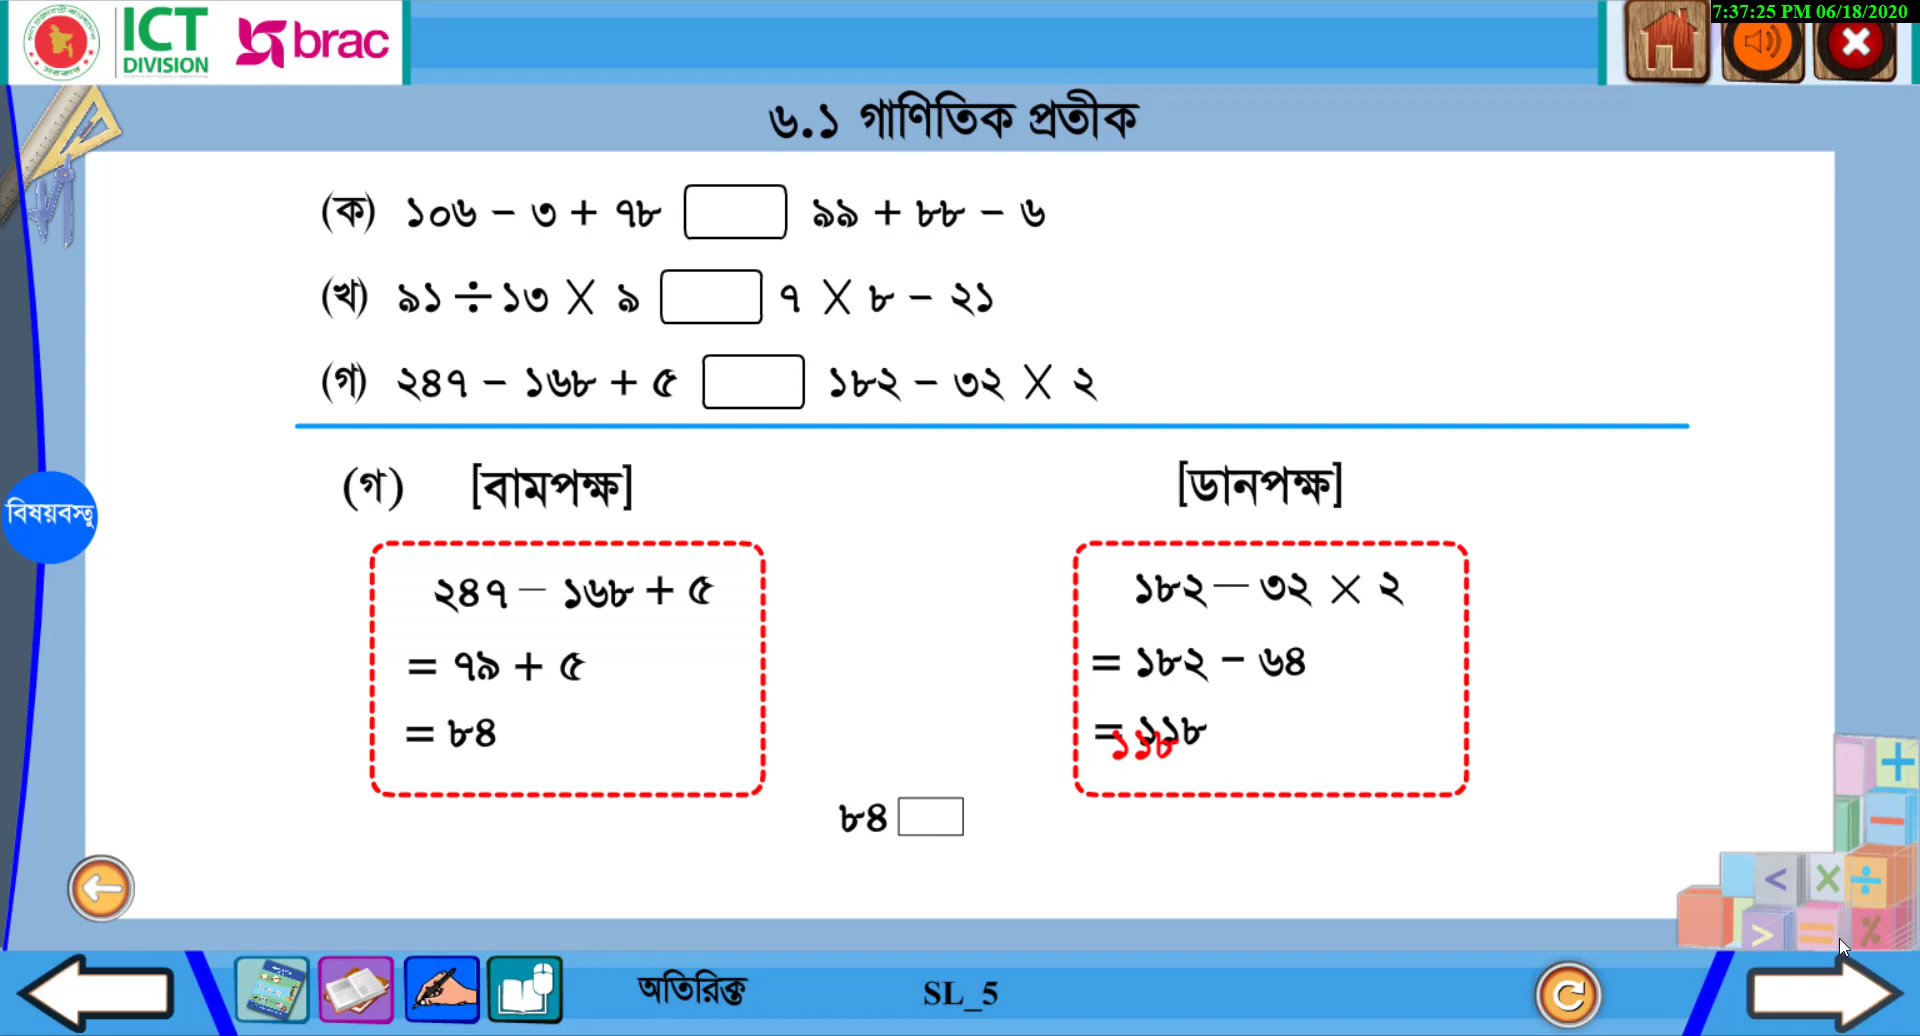 7:37:25 PM 06/18/2020
ICT
DIVISION
brac
৬.১ গাণিতিক প্রতীক
(ক) ১০৬ – ৩ + ৭৮ ৯৯ + ৮৮ – ৬
(খ) ৯১ ÷ ১৩ X ৯ ৭ X ৮ – ২১
(গ) ২৪৭ – ১৬৮ + ৫ ১৮২ – ৩২ X ২
(গ) [বামপক্ষ] [ডানপক্ষ]
২৪৭ – ১৬৮ + ৫
= ৭৯ + ৫
= ৮৪
১৮২ – ৩২ × ২
= ১৮২ – ৬৪
= ১১৮
১১৮
৮৪
বিষয়বস্তু
+
–
< × ÷
> = %
অতিরিক্ত SL_5